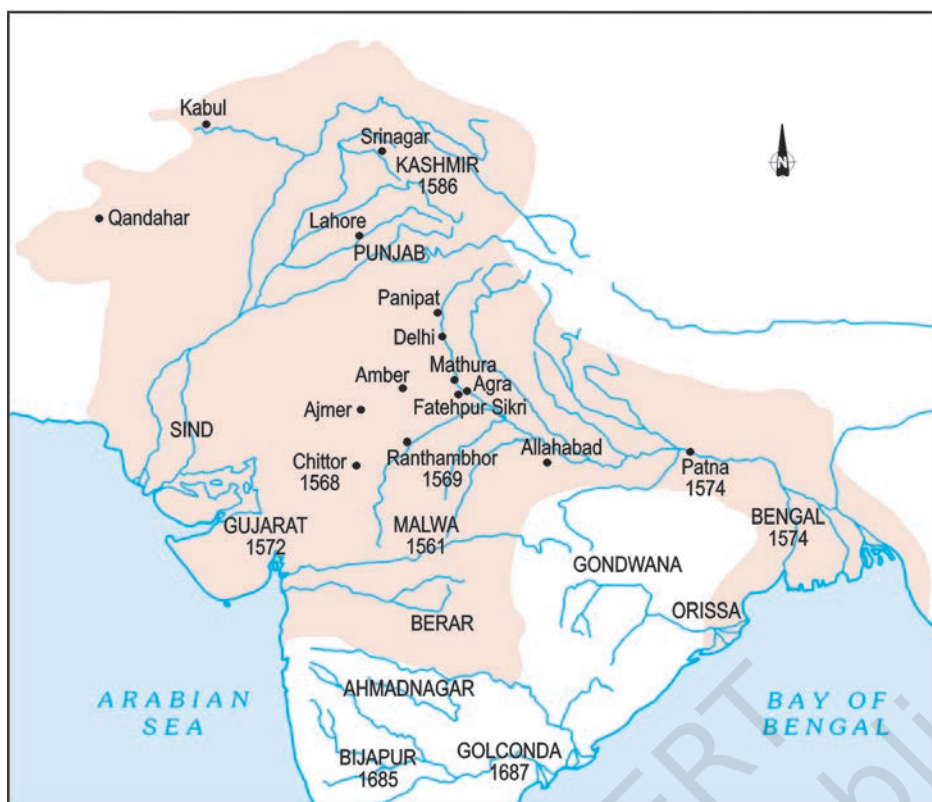 Kabul
Srinagar
KASHMIR
1586
N
Qandahar
Lahore
PUNJAB
Panipat
Delhi
Mathura
Agra
Amber
Fatehpur Sikri
Ajmer
SIND
Ranthambhor
1569
Allahabad
Chittor
1568
Patna
1574
GUJARAT
1572
MALWA
1561
BENGAL
1574
GONDWANA
ORISSA
BERAR
AHMADNAGAR
ARABIAN
SEA
BAY OF
BENGAL
BIJAPUR
1685
GOLCONDA
1687